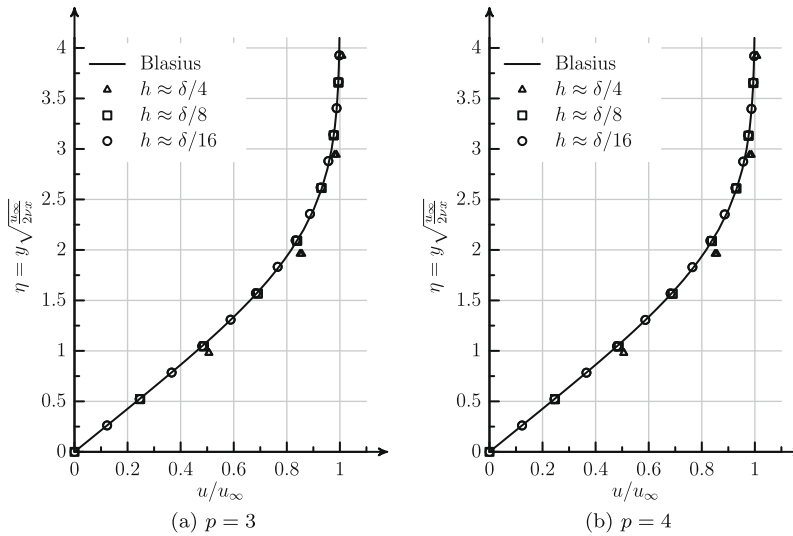 4
3.5
3
2.5
2
1.5
1
0.5
0
Blasius
h ≈ δ/4
h ≈ δ/8
h ≈ δ/16
η = y√(u∞/2νx)
0 0.2 0.4 0.6 0.8 1
u/u∞
(a) p = 3
4
3.5
3
2.5
2
1.5
1
0.5
0
Blasius
h ≈ δ/4
h ≈ δ/8
h ≈ δ/16
η = y√(u∞/2νx)
0 0.2 0.4 0.6 0.8 1
u/u∞
(b) p = 4